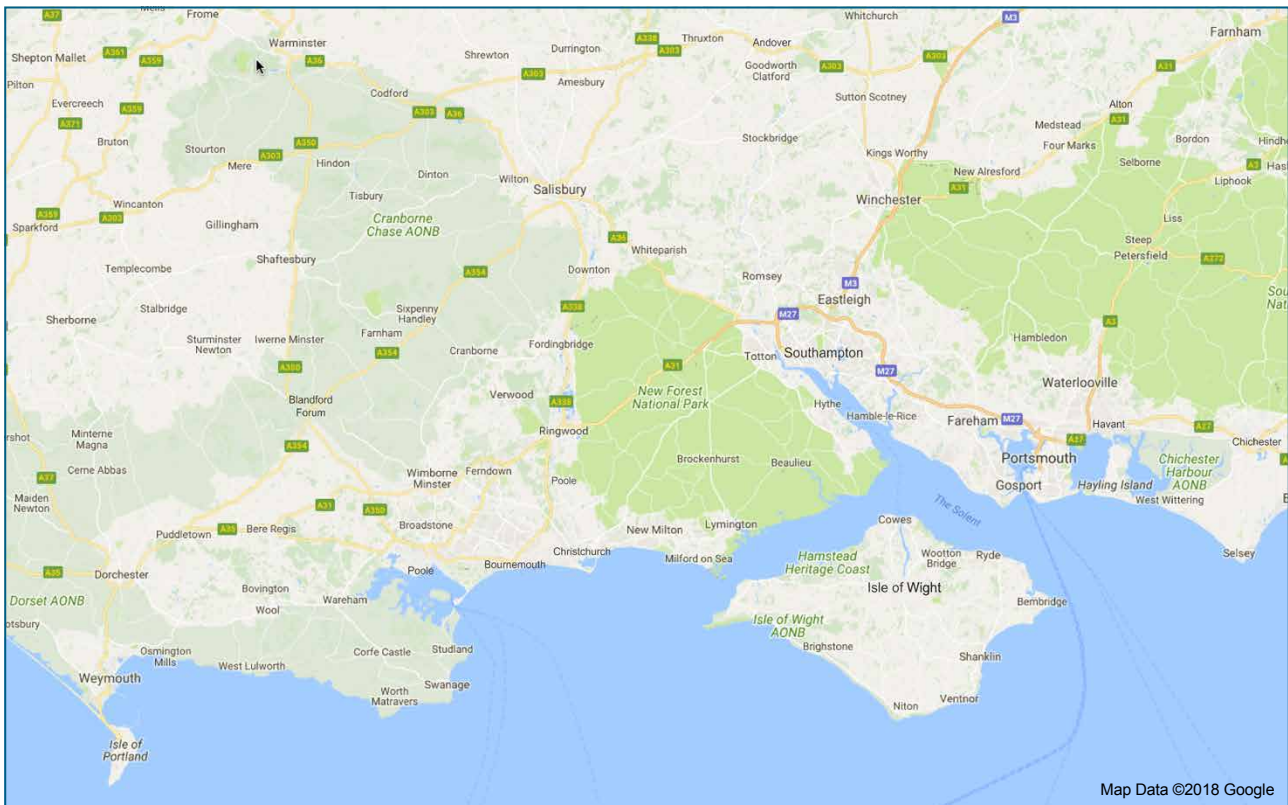 A37
Mells
Frome
Whitchurch
M3
Farnham
Warminster
Shrewton
Durrington
A338
Thruxton
Andover
A303
Shepton Mallet
A361
A359
A36
Goodworth
Clatford
A303
A303
A31
Pilton
A303
Amesbury
Codford
Sutton Scotney
Evercreech
A359
A303
A36
Alton
A371
Medstead
A31
Bruton
A350
Stockbridge
Bordon
Stourton
Four Marks
Mere
A303
Hindon
Kings Worthy
Selborne
A3
Dinton
Wilton
New Alresford
Liphook
Tisbury
Salisbury
A31
Wincanton
Winchester
A359
A303
Cranborne
Chase AONB
Liss
Sparkford
Gillingham
A36
Steep
Whiteparish
Petersfield
A272
Shaftesbury
Templecombe
A354
Downton
Romsey
M3
Stalbridge
Sixpenny
Handley
A338
Eastleigh
Sherborne
M27
A3
Sturminster
Newton
Iwerne Minster
Farnham
Fordingbridge
Hambledon
A354
Cranborne
Totton
Southampton
A350
A31
M27
Waterlooville
Verwood
New Forest
National Park
Blandford
Forum
A338
Hythe
Hamble-le-Rice
Fareham
M27
Havant
A27
Minterne
Magna
Ringwood
A27
Chichester
A354
Portsmouth
Cerne Abbas
Wimborne
Minster
Ferndown
Brockenhurst
Beaulieu
Chichester
Harbour
AONB
A37
Poole
Gosport
Hayling Island
Maiden
Newton
A31
A350
West Wittering
The Solent
Puddletown
A35
Bere Regis
Broadstone
New Milton
Lymington
Cowes
Christchurch
Milford on Sea
Hamstead
Heritage Coast
Wootton
Bridge
Ryde
Selsey
A35
Dorchester
Poole
Bournemouth
Bovington
Isle of Wight
Dorset AONB
Wool
Wareham
Bembridge
Isle of Wight
AONB
Osmington
Mills
Corfe Castle
Studland
Brighstone
West Lulworth
Shanklin
Weymouth
Swanage
Worth
Matravers
Ventnor
Niton
Isle of
Portland
Map Data ©2018 Google